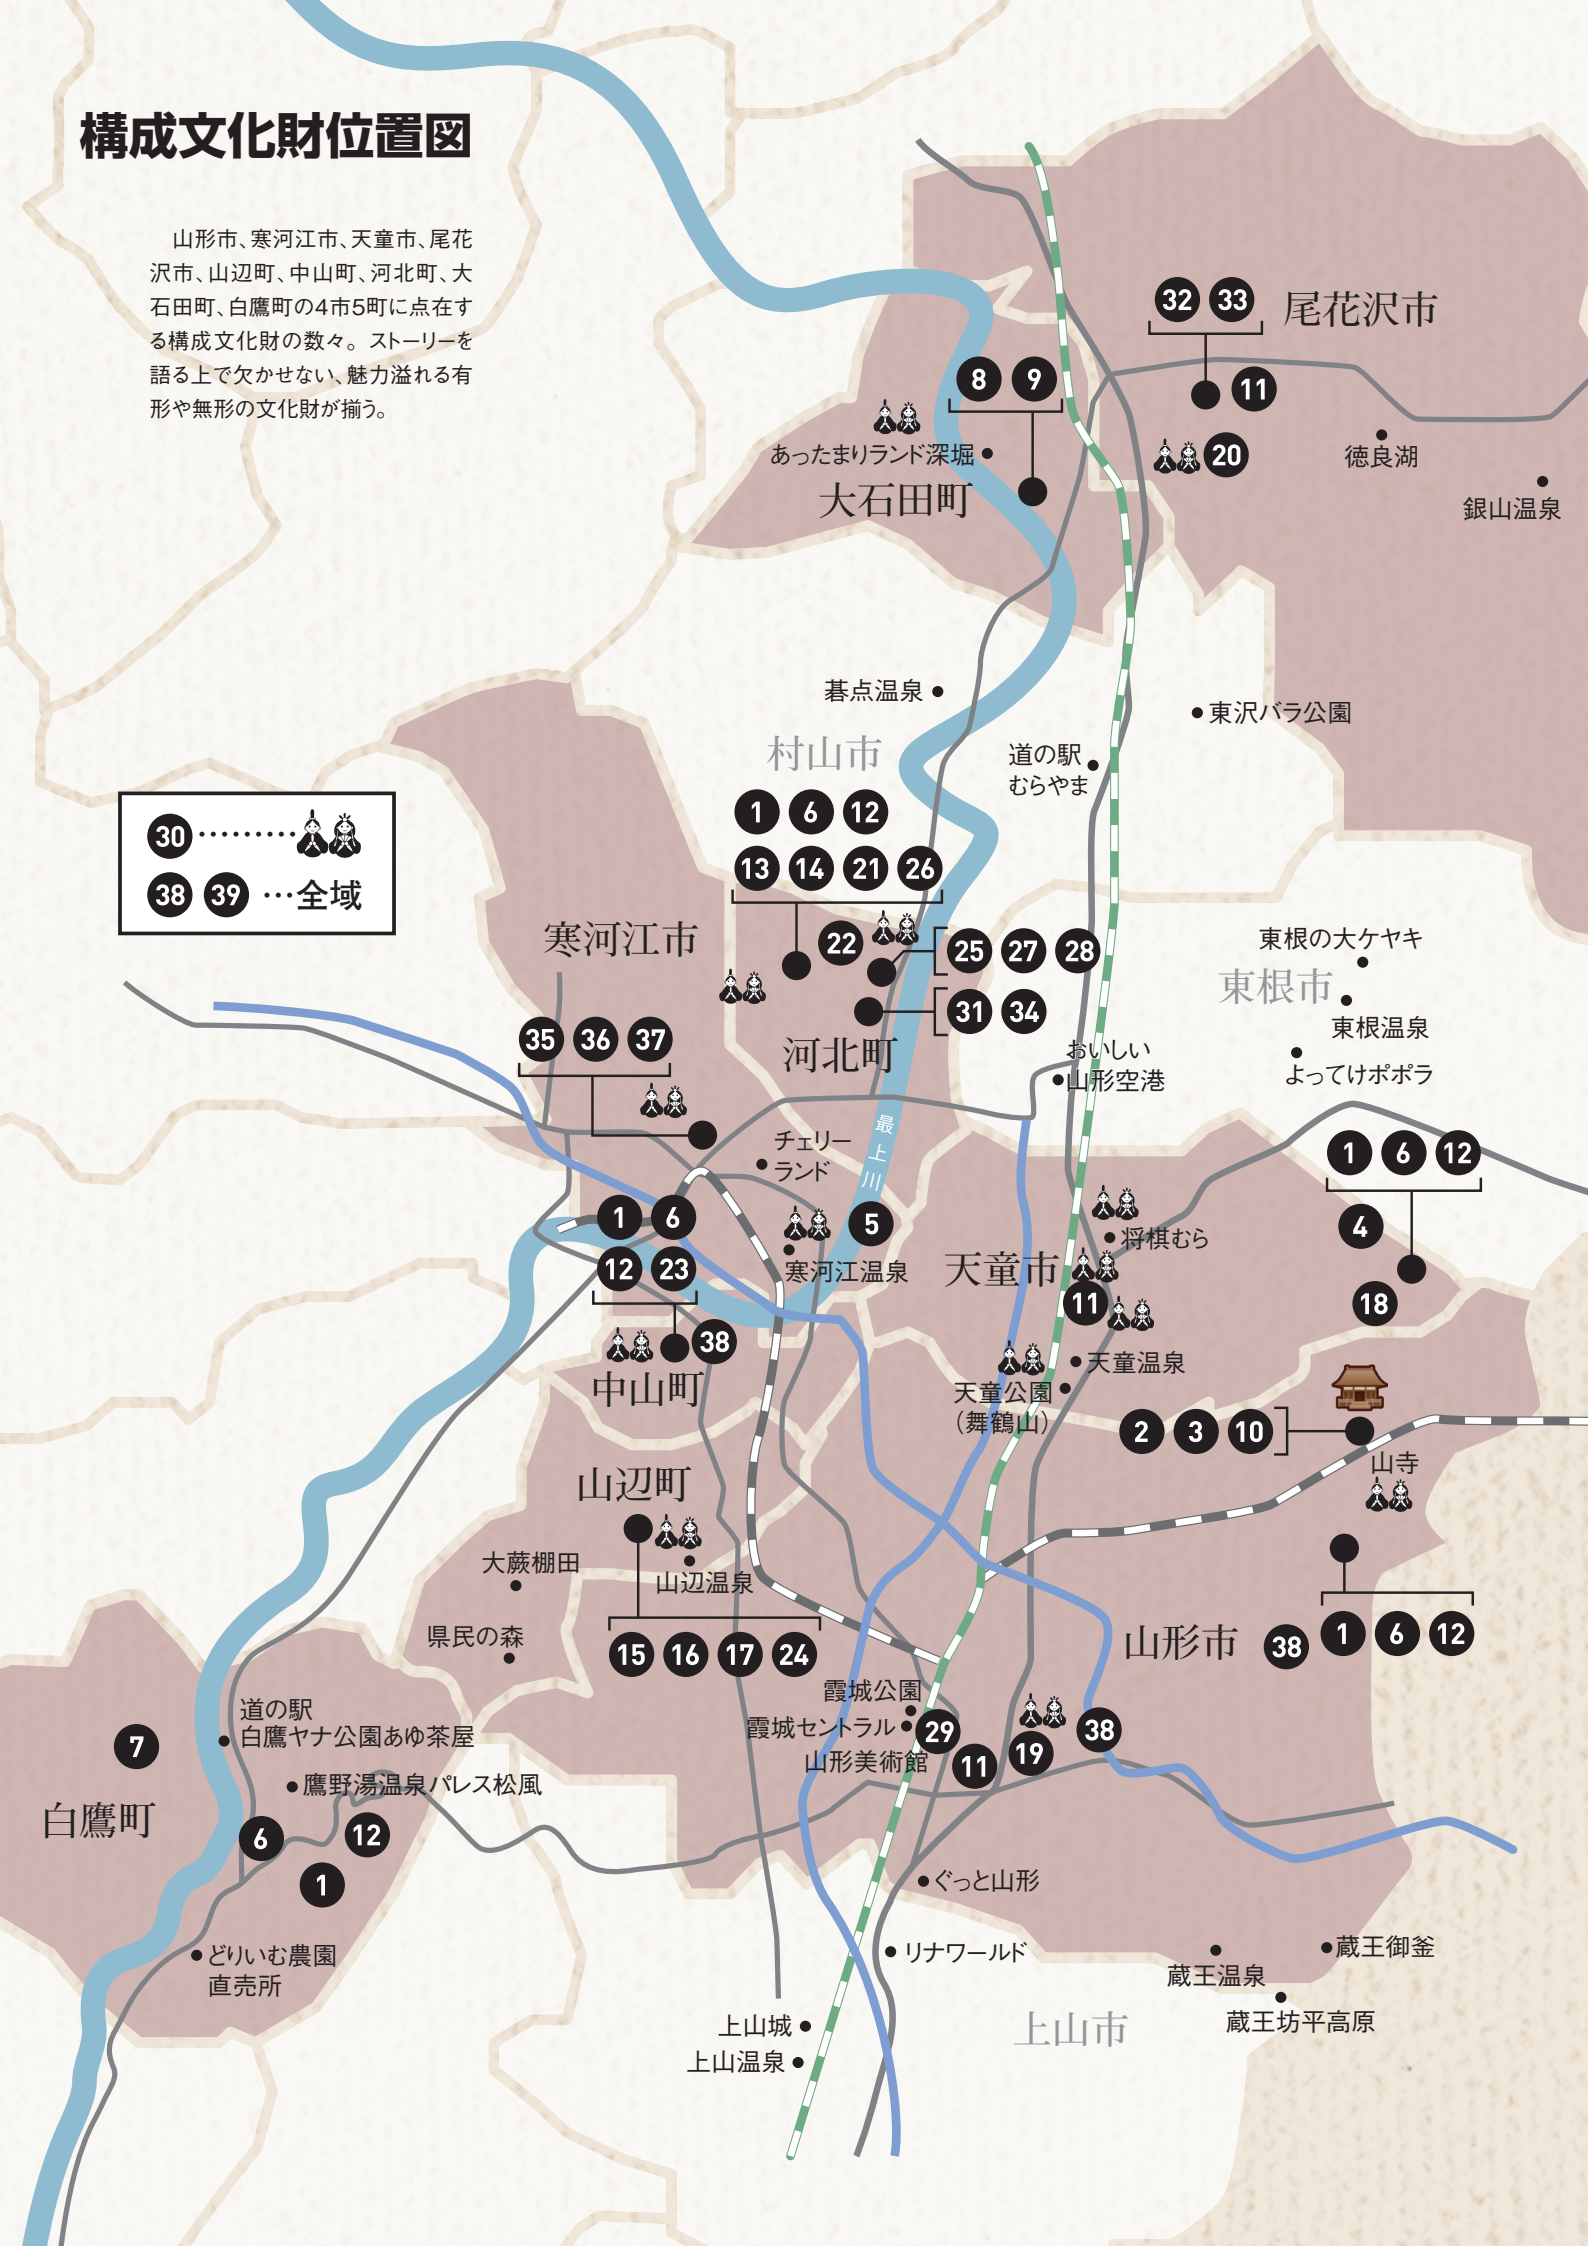 構成文化財位置図
山形市、寒河江市、天童市、尾花
沢市、山辺町、中山町、河北町、大
石田町、白鷹町の4市5町に点在す
る構成文化財の数々。ストーリーを
語る上で欠かせない、魅力溢れる有
形や無形の文化財が揃う。
32 33
尾花沢市
11
8 9
20
徳良湖
銀山温泉
あったまりランド深堀
大石田町
碁点温泉
村山市
東沢バラ公園
道の駅
むらやま
30………
38 39 …全域
1 6 12
13 14 21 26
寒河江市
22
25 27 28
31 34
河北町
東根の大ケヤキ
東根市
東根温泉
よってけポポラ
おいしい
山形空港
35 36 37
最上川
チェリー
ランド
1 6 12
4
18
1 6
12 23
5
寒河江温泉
将棋むら
天童市
11
38
中山町
天童温泉
天童公園
(舞鶴山)
2 3 10
山寺
山辺町
大蕨棚田
山辺温泉
県民の森
15 16 17 24
山形市
38
1 6 12
霞城公園
霞城セントラル
山形美術館
29
11
19
38
道の駅
白鷹ヤナ公園あゆ茶屋
7
鷹野湯温泉パレス松風
白鷹町
6
12
1
ぐっと山形
どりいむ農園
直売所
リナワールド
蔵王御釜
蔵王温泉
蔵王坊平高原
上山城
上山市
上山温泉